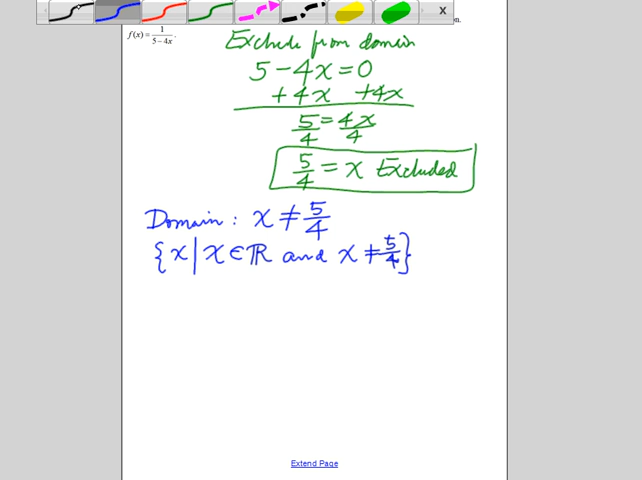 X
n.
f(x) = 1/(5-4x).
Exclude from domain
5 - 4x = 0
+ 4x +4x
5/4 = 4x/4
5/4 = x Excluded
Domain: x ≠ 5/4
{x | x ∈ ℝ and x ≠ 5/4}
Extend Page